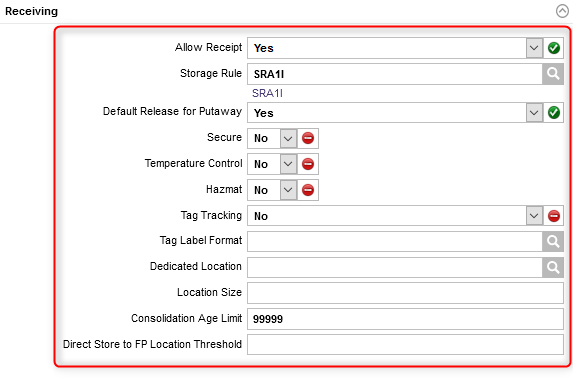 Receiving
Allow Receipt Yes
Storage Rule SRA1I
SRA1I
Default Release for Putaway Yes
Secure No
Temperature Control No
Hazmat No
Tag Tracking No
Tag Label Format
Dedicated Location
Location Size
Consolidation Age Limit 99999
Direct Store to FP Location Threshold